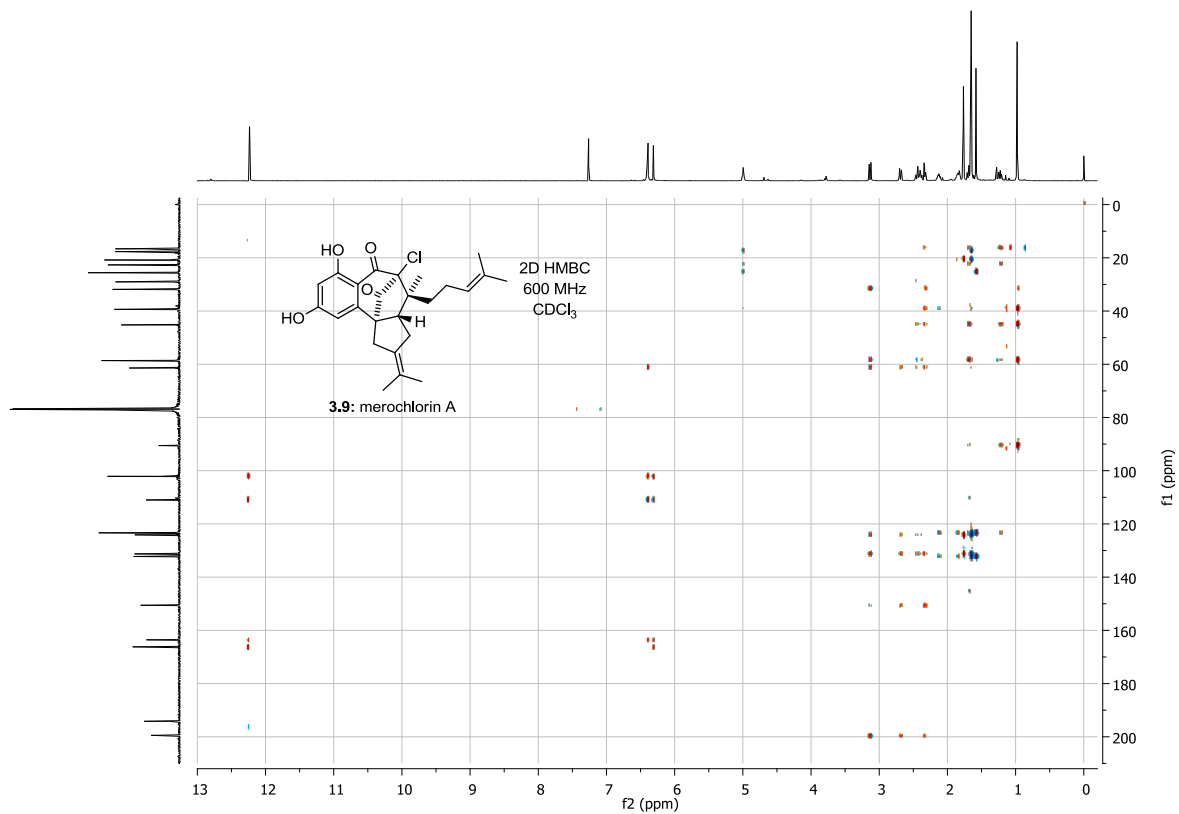 HO
O
Cl
2D HMBC
600 MHz
CDCl3
O
HO
H
3.9: merochlorin A
0
20
40
60
80
100
120
140
160
180
200
f1 (ppm)
13 12 11 10 9 8 7 6 5 4 3 2 1 0
f2 (ppm)